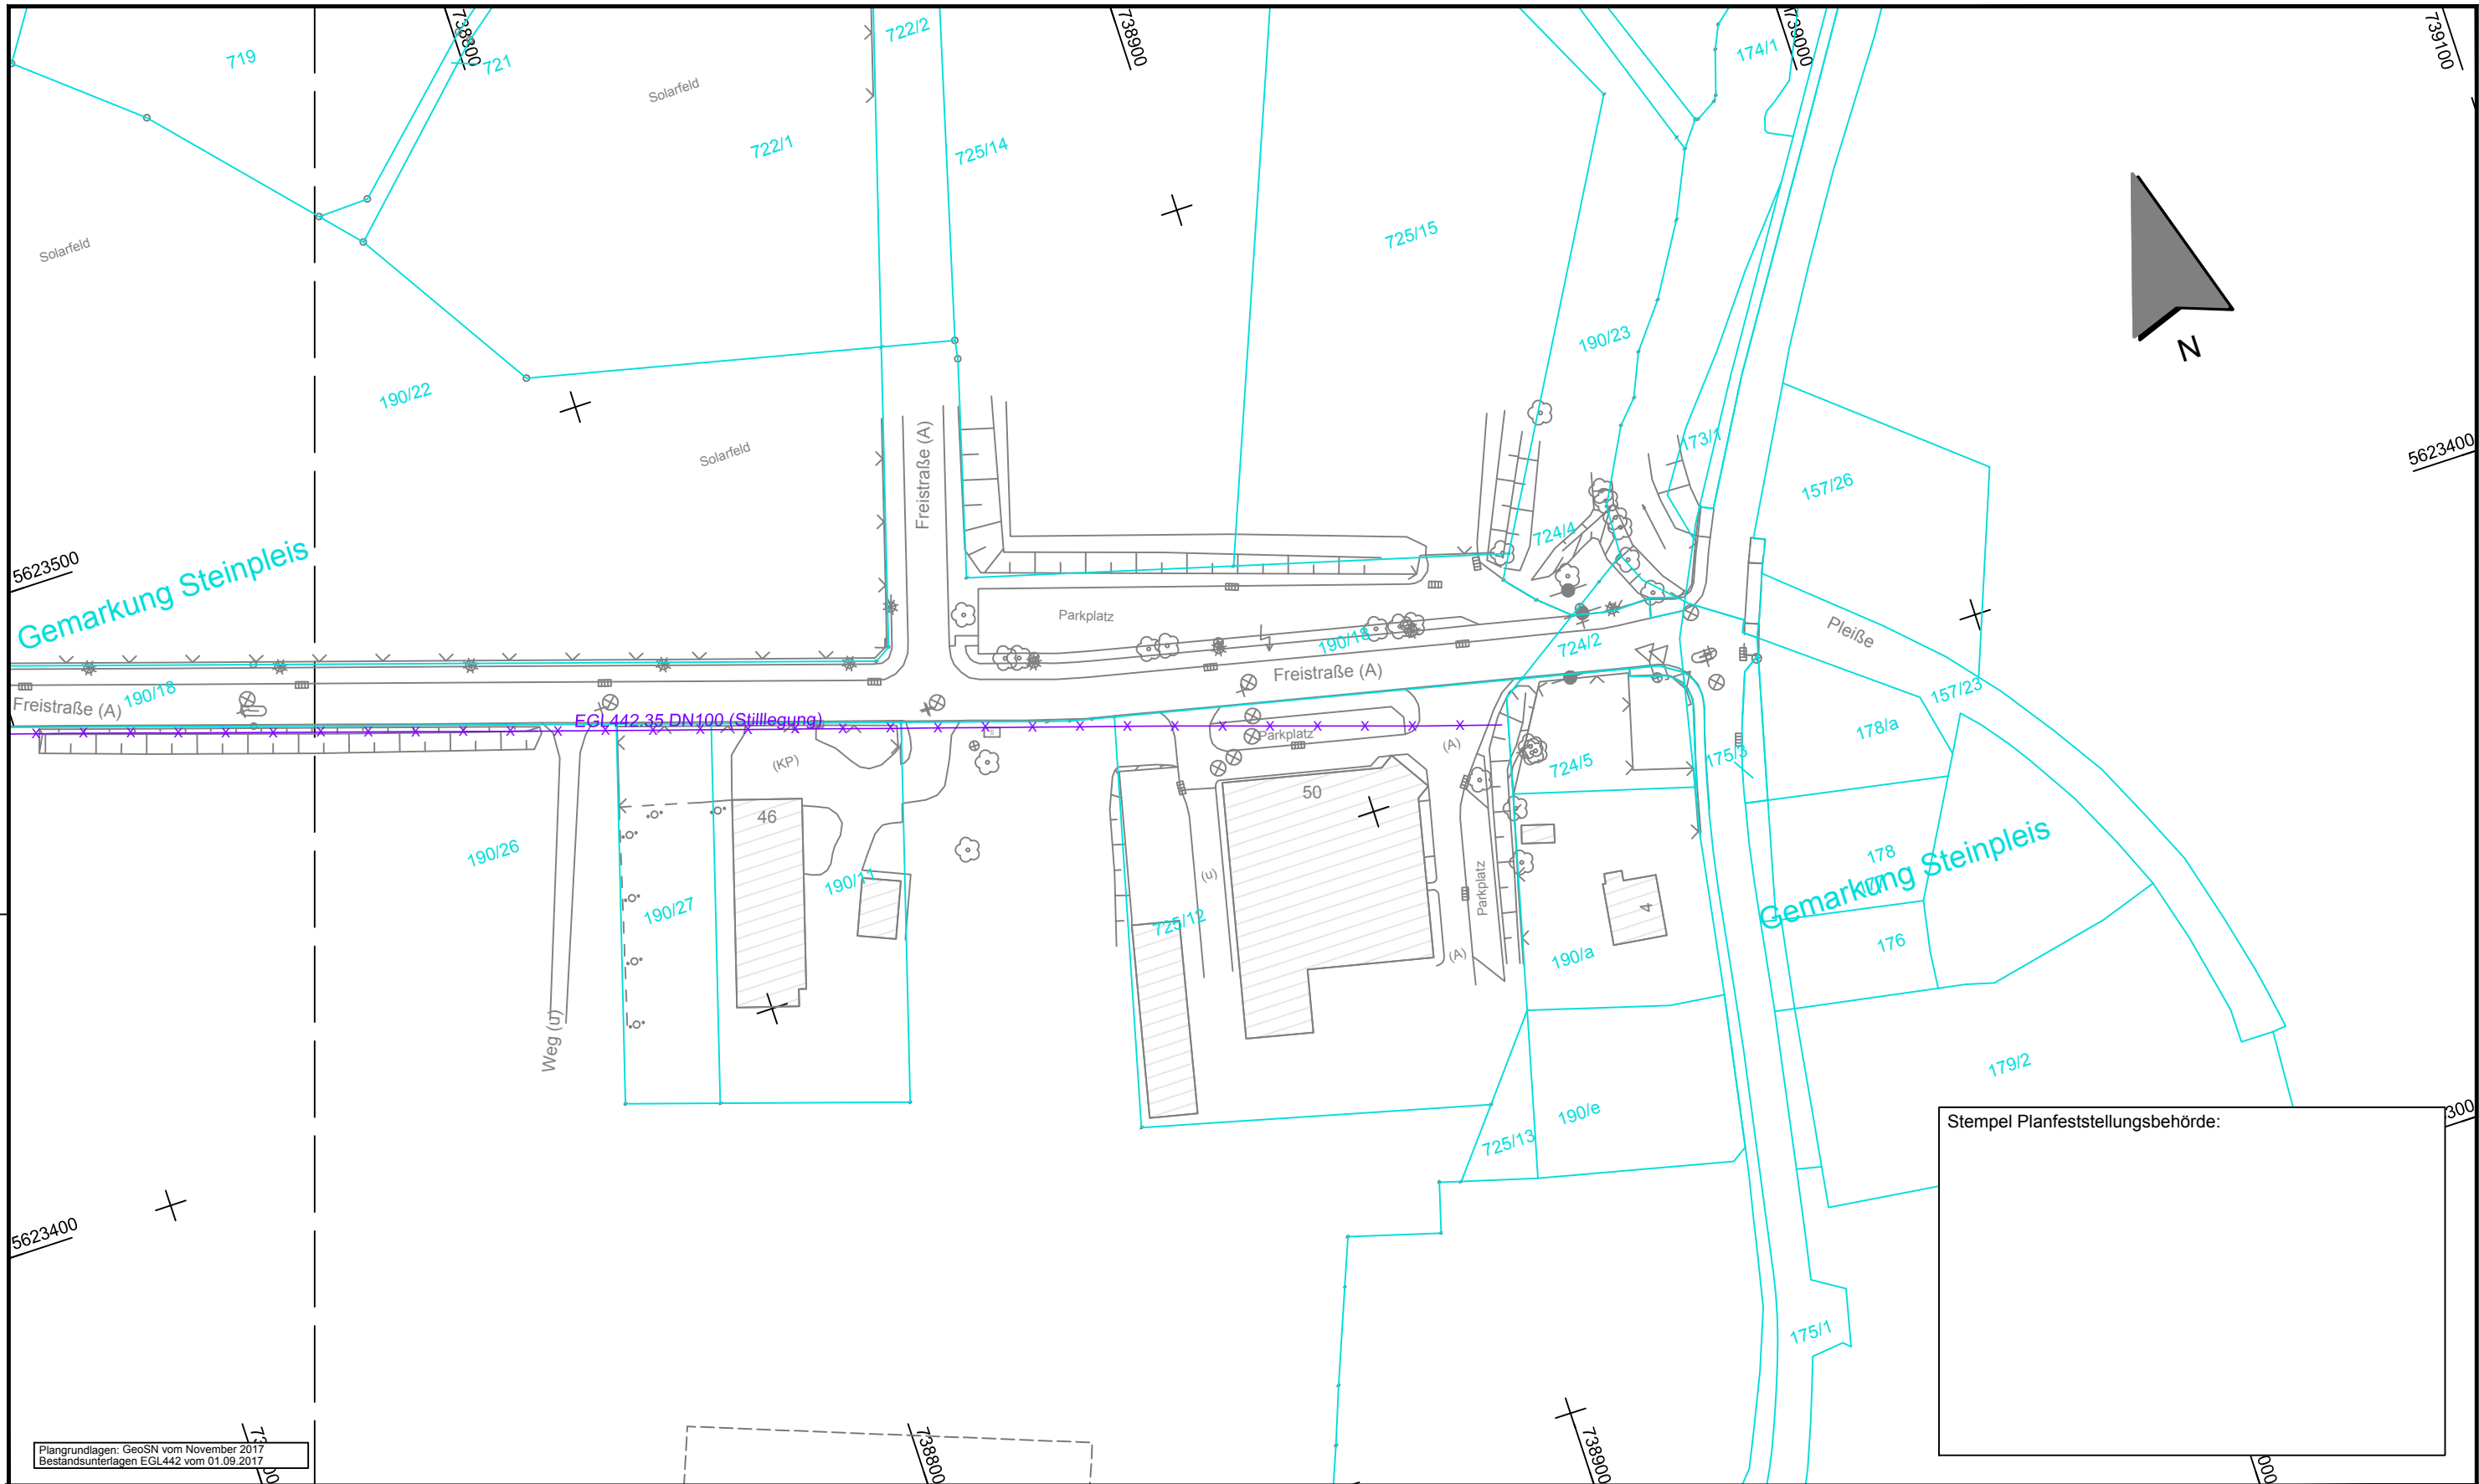 738800
738900
739000
739100
719
721
722/2
174/1
Solarfeld
722/1
725/14
725/15
Solarfeld
N
190/23
190/22
Solarfeld
Freistraße (A)
173/1
5623400
157/26
5623500
Gemarkung Steinpleis
724/4
Parkplatz
190/18
724/2
Pleiße
Freistraße (A)
190/18
Freistraße (A)
157/23
EGL442.35 DN100 (Stilllegung)
Parkplatz
(A)
178/a
175/3
724/5
(KP)
50
46
190/26
190/11
190/27
(u)
725/12
Parkplatz
4
178
177
Gemarkung Steinpleis
176
(A)
190/a
Weg (u)
179/2
190/e
725/13
Stempel Planfeststellungsbehörde:
300
5623400
175/1
Plangrundlagen: GeoSN vom November 2017
Bestandsunterlagen EGL442 vom 01.09.2017
738800
738900